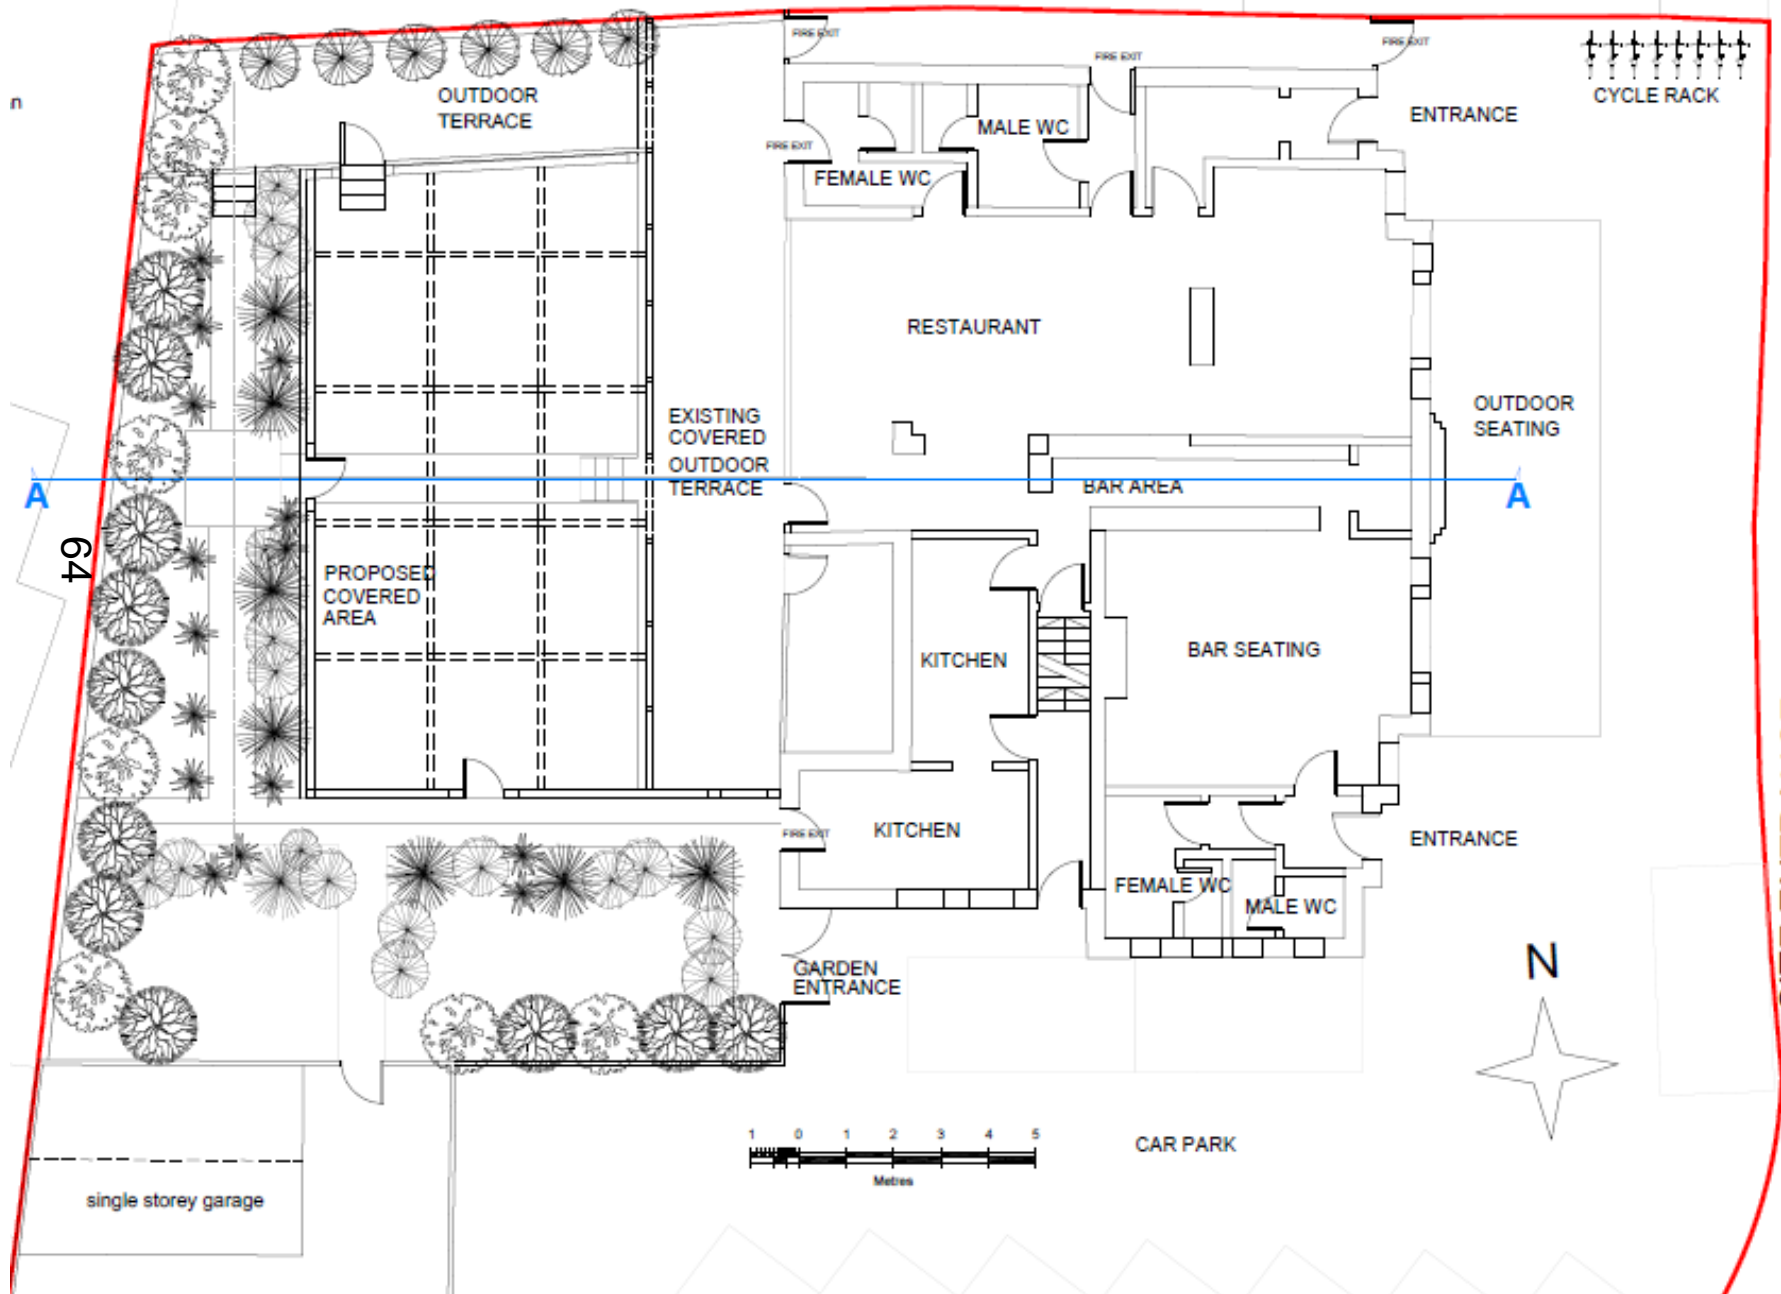 FIRE EXIT
FIRE EXIT
FIRE EXIT
n
OUTDOOR
TERRACE
CYCLE RACK
ENTRANCE
MALE WC
FIRE EXIT
FEMALE WC
RESTAURANT
EXISTING
COVERED
OUTDOOR
TERRACE
OUTDOOR
SEATING
A
BAR AREA
A
64
PROPOSED
COVERED
AREA
KITCHEN
BAR SEATING
FIRE EXIT
KITCHEN
ENTRANCE
FEMALE WC
MALE WC
GARDEN
ENTRANCE
N
1 0 1 2 3 4 5
Metres
CAR PARK
single storey garage